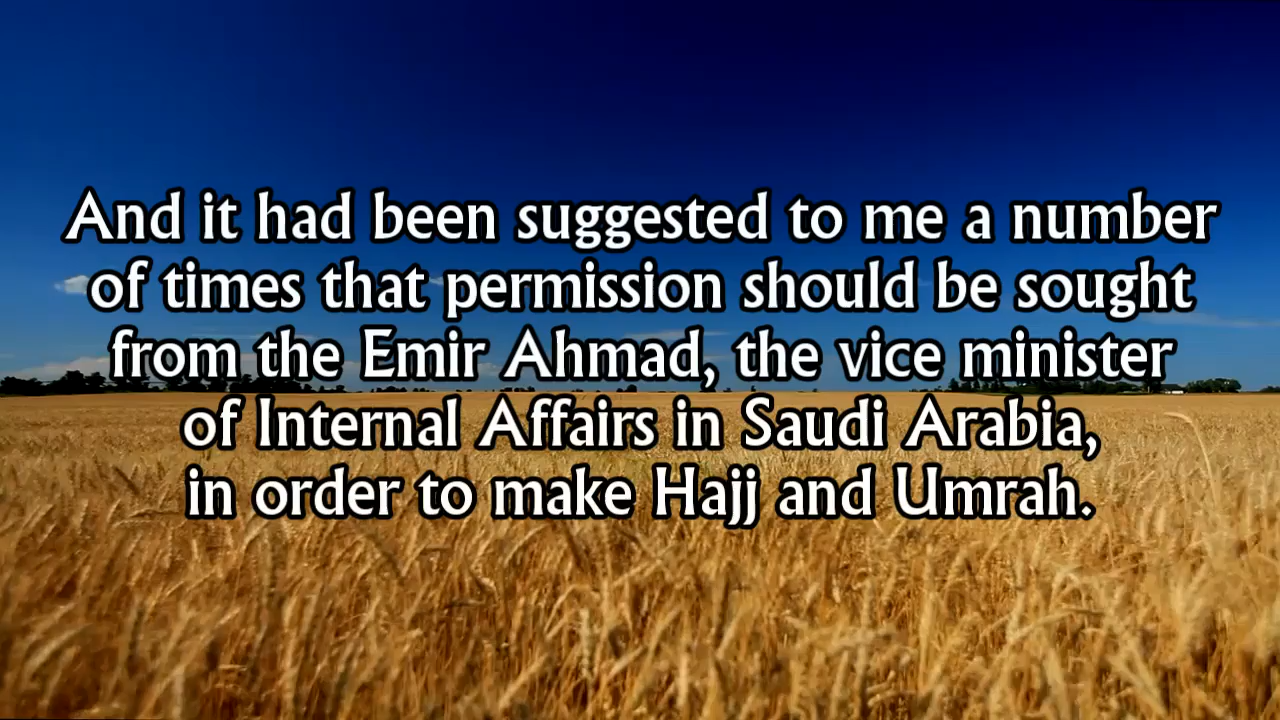 And it had been suggested to me a number
of times that permission should be sought
from the Emir Ahmad, the vice minister
of Internal Affairs in Saudi Arabia,
in order to make Hajj and Umrah.